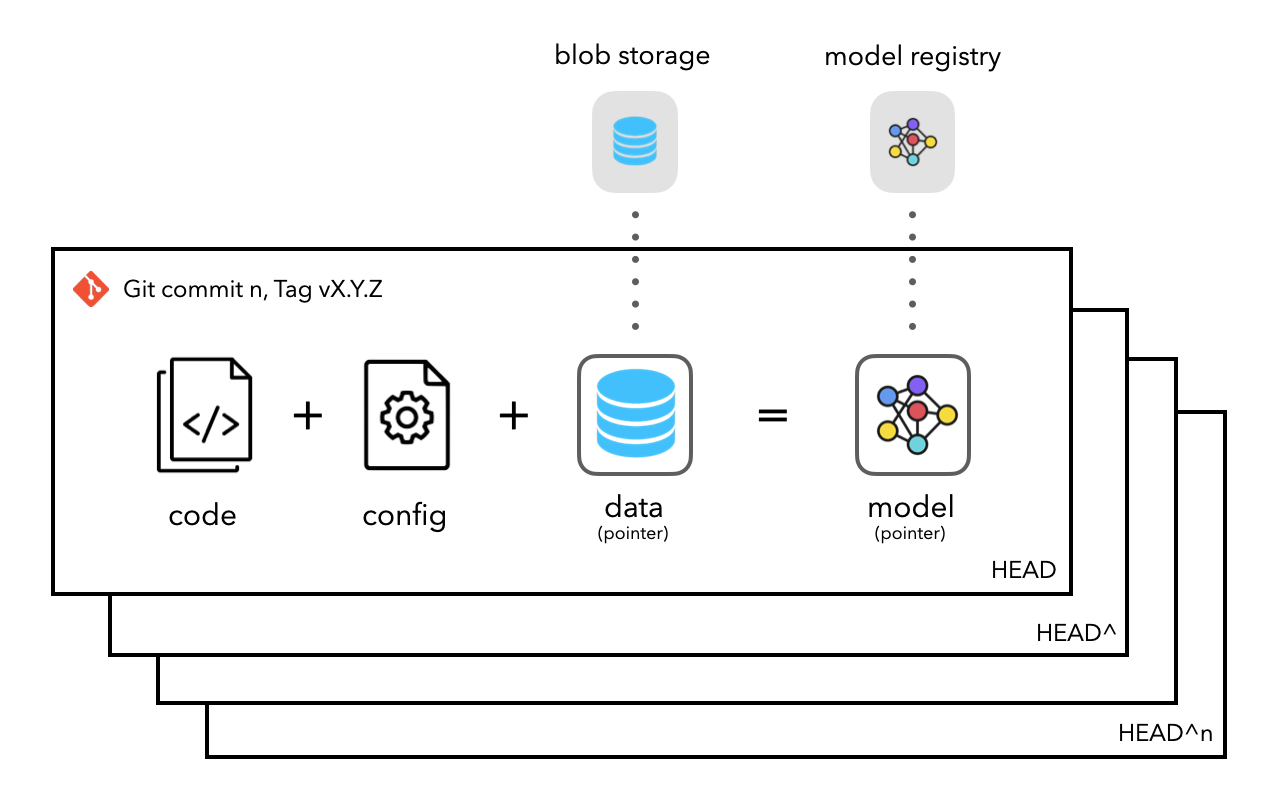 blob storage
model registry
Git commit n, Tag vX.Y.Z
</>
+
+
=
code
config
data
(pointer)
model
(pointer)
HEAD
HEAD^
HEAD^n